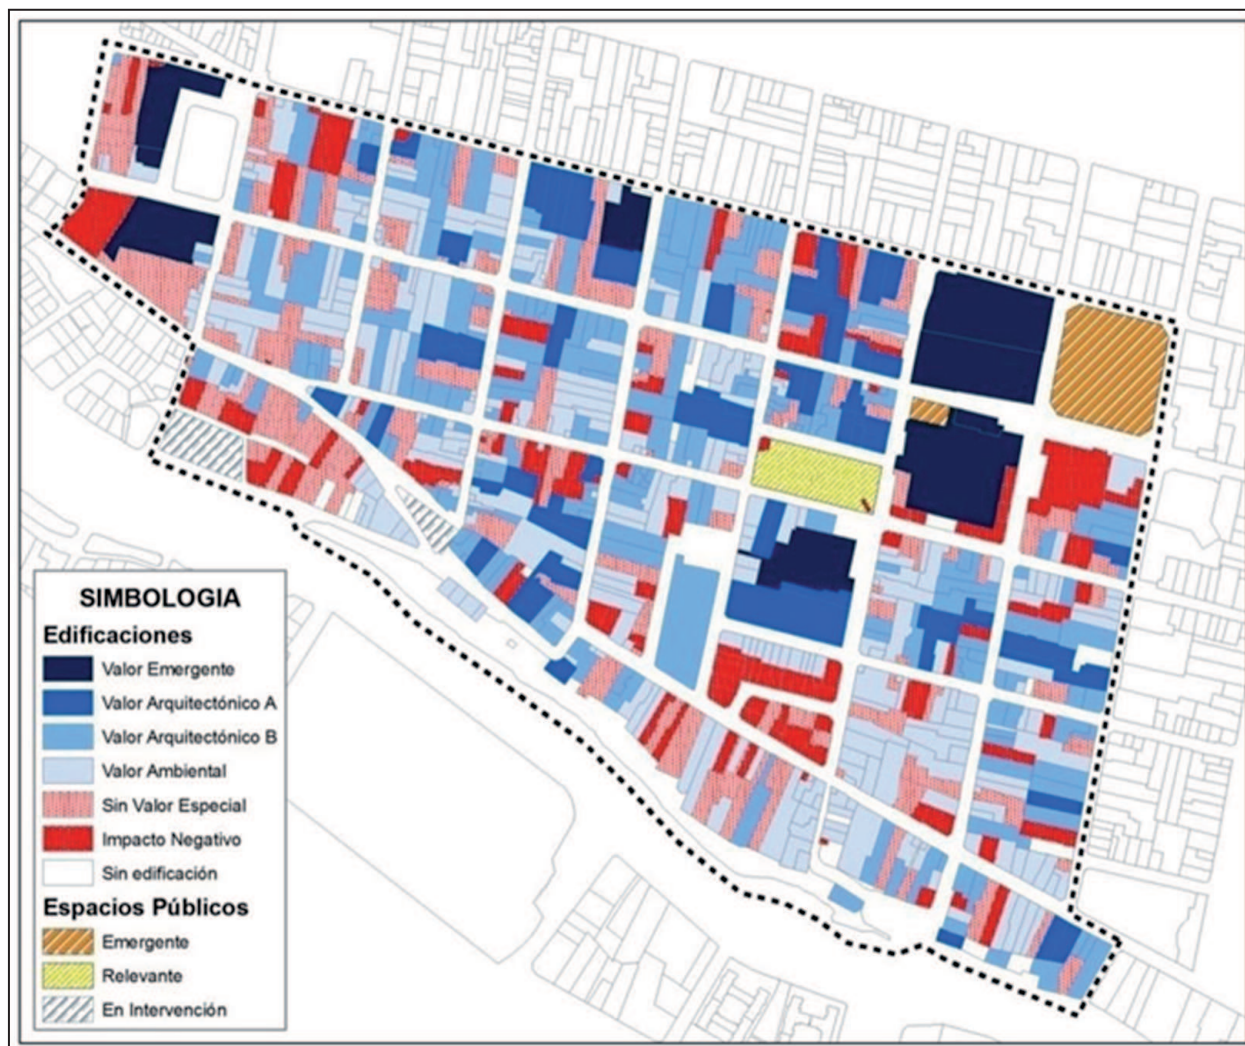 SIMBOLOGIA
Edificaciones
Valor Emergente
Valor Arquitectónico A
Valor Arquitectónico B
Valor Ambiental
Sin Valor Especial
Impacto Negativo
Sin edificación
Espacios Públicos
Emergente
Relevante
En Intervención